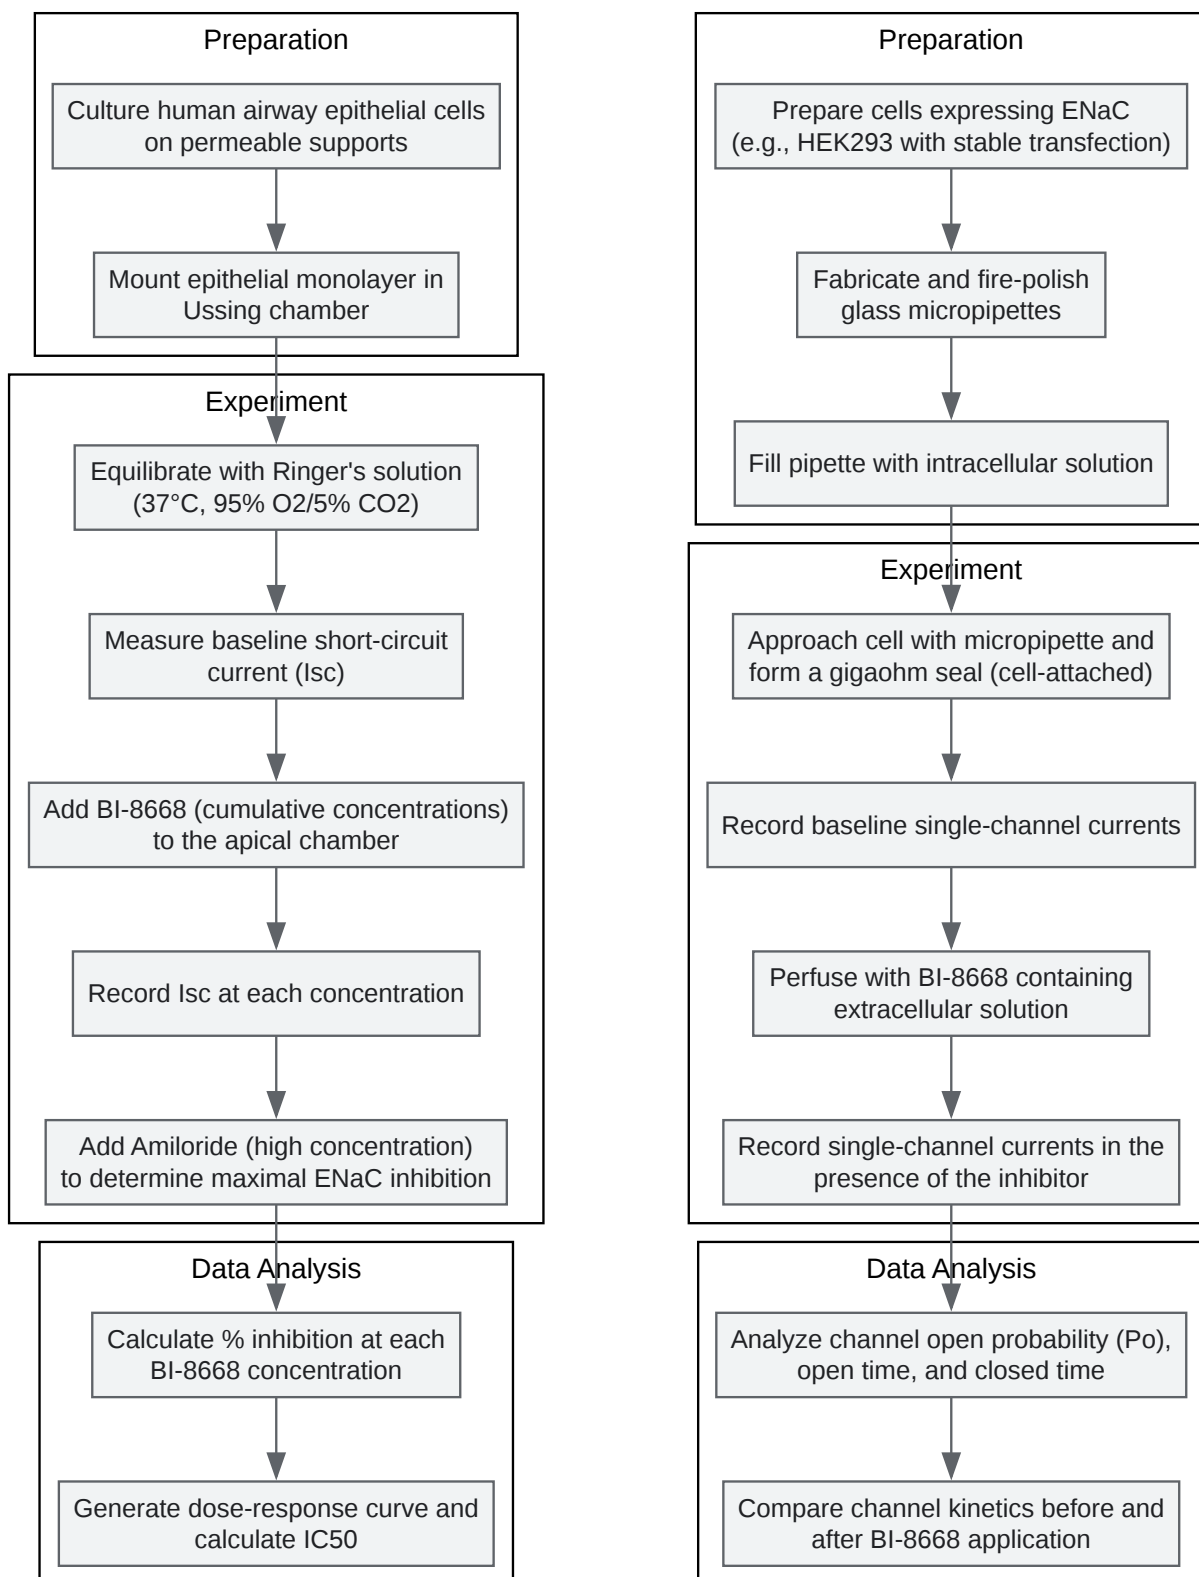 Preparation
Culture human airway epithelial cells
on permeable supports
Mount epithelial monolayer in
Ussing chamber
Experiment
Equilibrate with Ringer's solution
(37°C, 95% O2/5% CO2)
Measure baseline short-circuit
current (Isc)
Add BI-8668 (cumulative concentrations)
to the apical chamber
Record Isc at each concentration
Add Amiloride (high concentration)
to determine maximal ENaC inhibition
Data Analysis
Calculate % inhibition at each
BI-8668 concentration
Generate dose-response curve and
calculate IC50
Preparation
Prepare cells expressing ENaC
(e.g., HEK293 with stable transfection)
Fabricate and fire-polish
glass micropipettes
Fill pipette with intracellular solution
Experiment
Approach cell with micropipette and
form a gigaohm seal (cell-attached)
Record baseline single-channel currents
Perfuse with BI-8668 containing
extracellular solution
Record single-channel currents in the
presence of the inhibitor
Data Analysis
Analyze channel open probability (Po),
open time, and closed time
Compare channel kinetics before and
after BI-8668 application